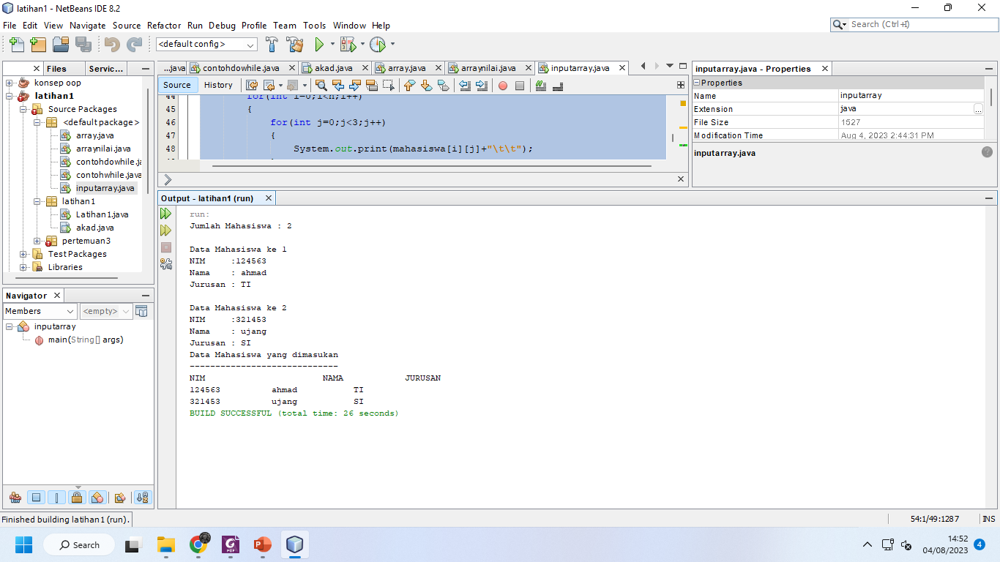 latihan1 - NetBeans IDE 8.2
File Edit View Navigate Source Refactor Run Debug Profile Team Tools Window Help
Search (Ctrl+I)
<default config>
Files
Servic...
konsep oop
latihan1
Source Packages
<default package>
array.java
arraynilai.java
contohdowhile.ja
contohwhile.java
inputarray.java
latihan1
Latihan1.java
akad.java
pertemuan3
Test Packages
Libraries
...java contohdowhile.java akad.java array.java arraynilai.java inputarray.java
Source History
44 for(int i=0;i<n;i++)
45 {
46 for(int j=0;j<3;j++)
47 {
48 System.out.print(mahasiswa[i][j]+"\t\t");
inputarray.java - Properties
Properties
Name inputarray
Extension java ...
File Size 1527
Modification Time Aug 4, 2023 2:44:31 PM
inputarray.java
Navigator
Members
<empty>
inputarray
main(String[] args)
Output - latihan1 (run)
run:
Jumlah Mahasiswa : 2
Data Mahasiswa ke 1
NIM     :124563
Nama    : ahmad
Jurusan : TI
Data Mahasiswa ke 2
NIM     :321453
Nama    : ujang
Jurusan : SI
Data Mahasiswa yang dimasukan
-----------------------------
NIM NAMA JURUSAN
124563 ahmad TI
321453 ujang SI
BUILD SUCCESSFUL (total time: 26 seconds)
Finished building latihan1 (run).
54:1/49:1287
INS
Search
14:52
04/08/2023
4